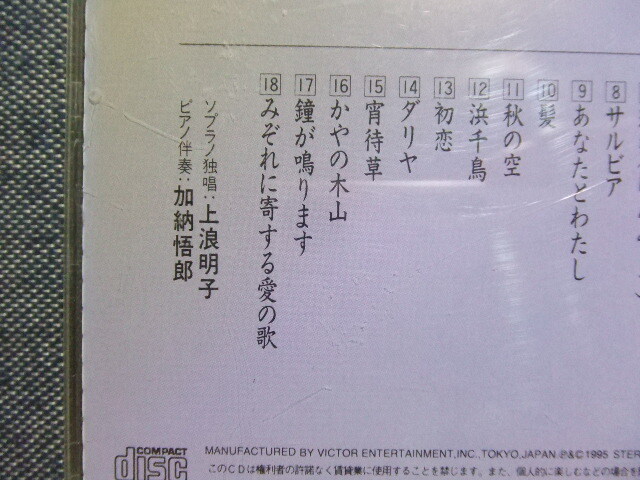 8 サルビア
9 あなたとわたし
10 髪
11 秋の空
12 浜千鳥
13 初恋
14 ダリヤ
15 宵待草
16 かやの木山
17 鐘が鳴ります
18 みぞれに寄する愛の歌
ソプラノ独唱:上浪明子
ピアノ伴奏:加納悟郎
COMPACT
disc
MANUFACTURED BY VICTOR ENTERTAINMENT, INC., TOKYO, JAPAN ℗&© 1995 STER
このCDは権利者の許諾なく賃貸業に使用することを禁じます。また、個人的に楽しむなどの場合を